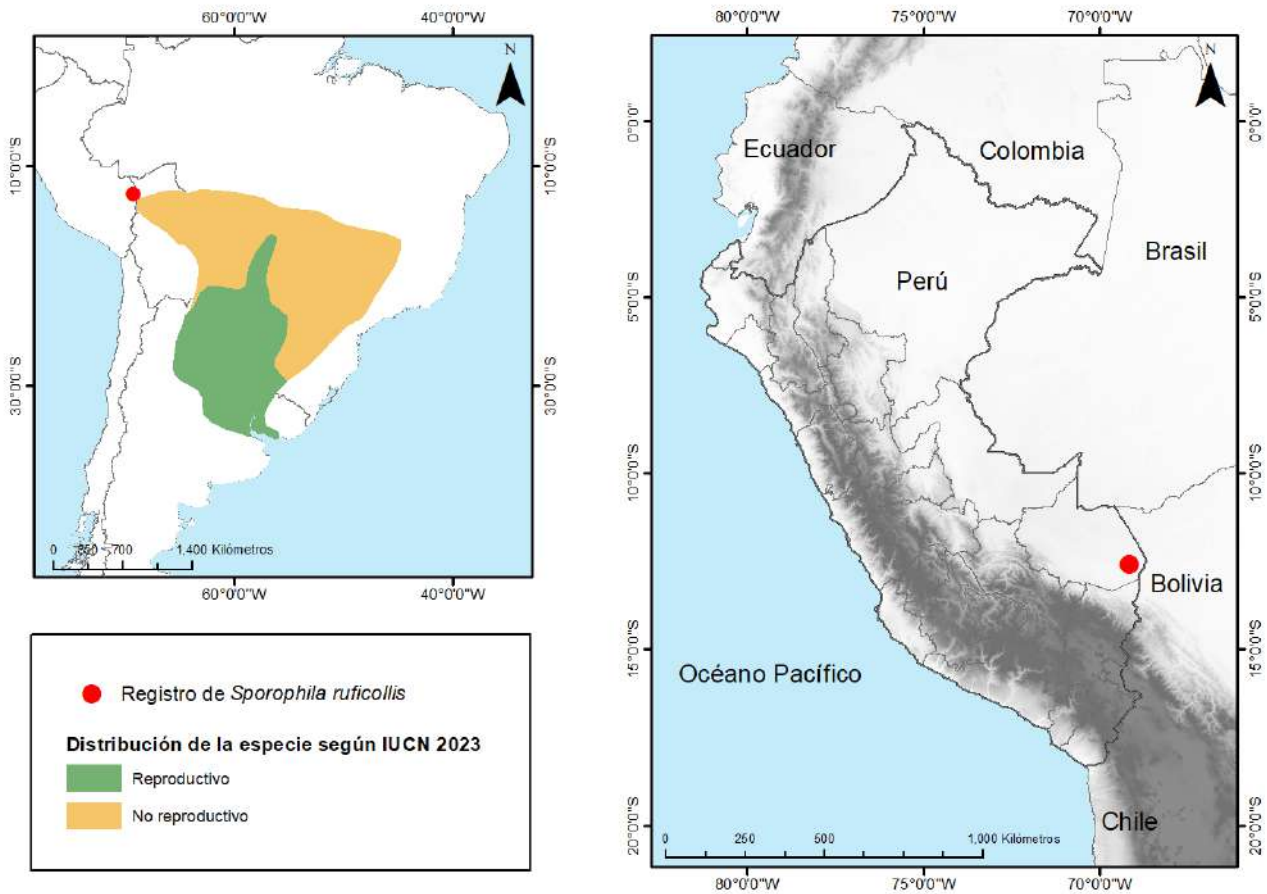 60°0'0"W 40°0'0"W
N
10°0'0"S 10°0'0"S
30°0'0"S 30°0'0"S
0 350 700 1,400 Kilómetros
60°0'0"W 40°0'0"W
Registro de Sporophila ruficollis
Distribución de la especie según IUCN 2023
Reproductivo
No reproductivo
80°0'0"W 75°0'0"W 70°0'0"W
N
0°0'0" 0°0'0"
Ecuador
Colombia
Brasil
Perú
5°0'0"S 5°0'0"S
10°0'0"S 10°0'0"S
Bolivia
15°0'0"S 15°0'0"S
Océano Pacífico
Chile
20°0'0"S 20°0'0"S
0 250 500 1,000 Kilómetros
80°0'0"W 75°0'0"W 70°0'0"W